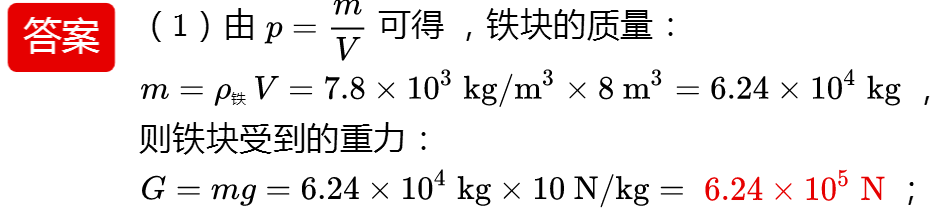 答案 （1）由 p = m/V 可得 ，铁块的质量：
m = ρ铁 V = 7.8 × 10³ kg/m³ × 8 m³ = 6.24 × 10⁴ kg ，
则铁块受到的重力：
G = mg = 6.24 × 10⁴ kg × 10 N/kg = 6.24 × 10⁵ N ；